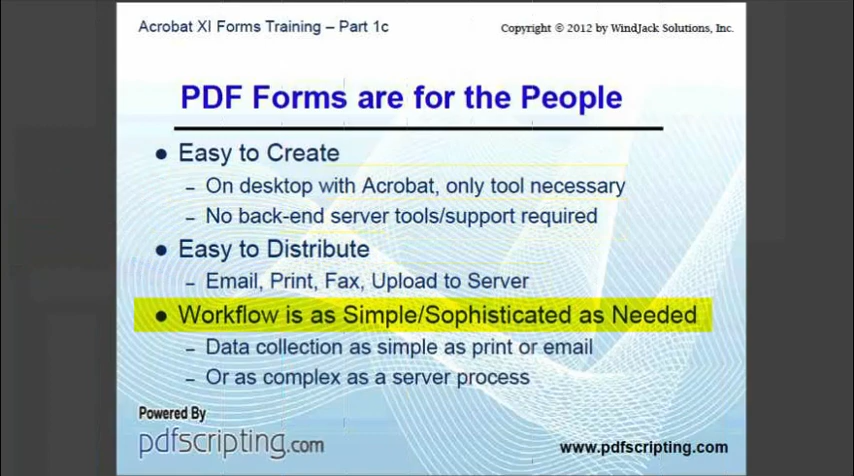 Acrobat XI Forms Training – Part 1c
Copyright © 2012 by WindJack Solutions, Inc.
PDF Forms are for the People
● Easy to Create
– On desktop with Acrobat, only tool necessary
– No back-end server tools/support required
● Easy to Distribute
– Email, Print, Fax, Upload to Server
● Workflow is as Simple/Sophisticated as Needed
– Data collection as simple as print or email
– Or as complex as a server process
Powered By
pdfscripting.com
www.pdfscripting.com